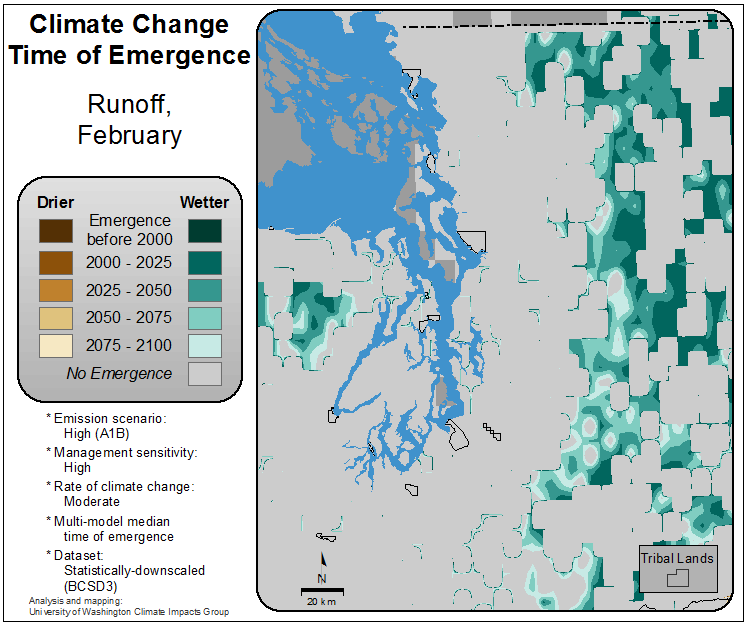 Climate Change
Time of Emergence
Runoff,
February
Drier Wetter
Emergence
before 2000
2000 - 2025
2025 - 2050
2050 - 2075
2075 - 2100
No Emergence
* Emission scenario:
High (A1B)
* Management sensitivity:
High
* Rate of climate change:
Moderate
* Multi-model median
time of emergence
* Dataset:
Statistically-downscaled
(BCSD3)
Analysis and mapping:
University of Washington Climate Impacts Group
N
20 km
Tribal Lands